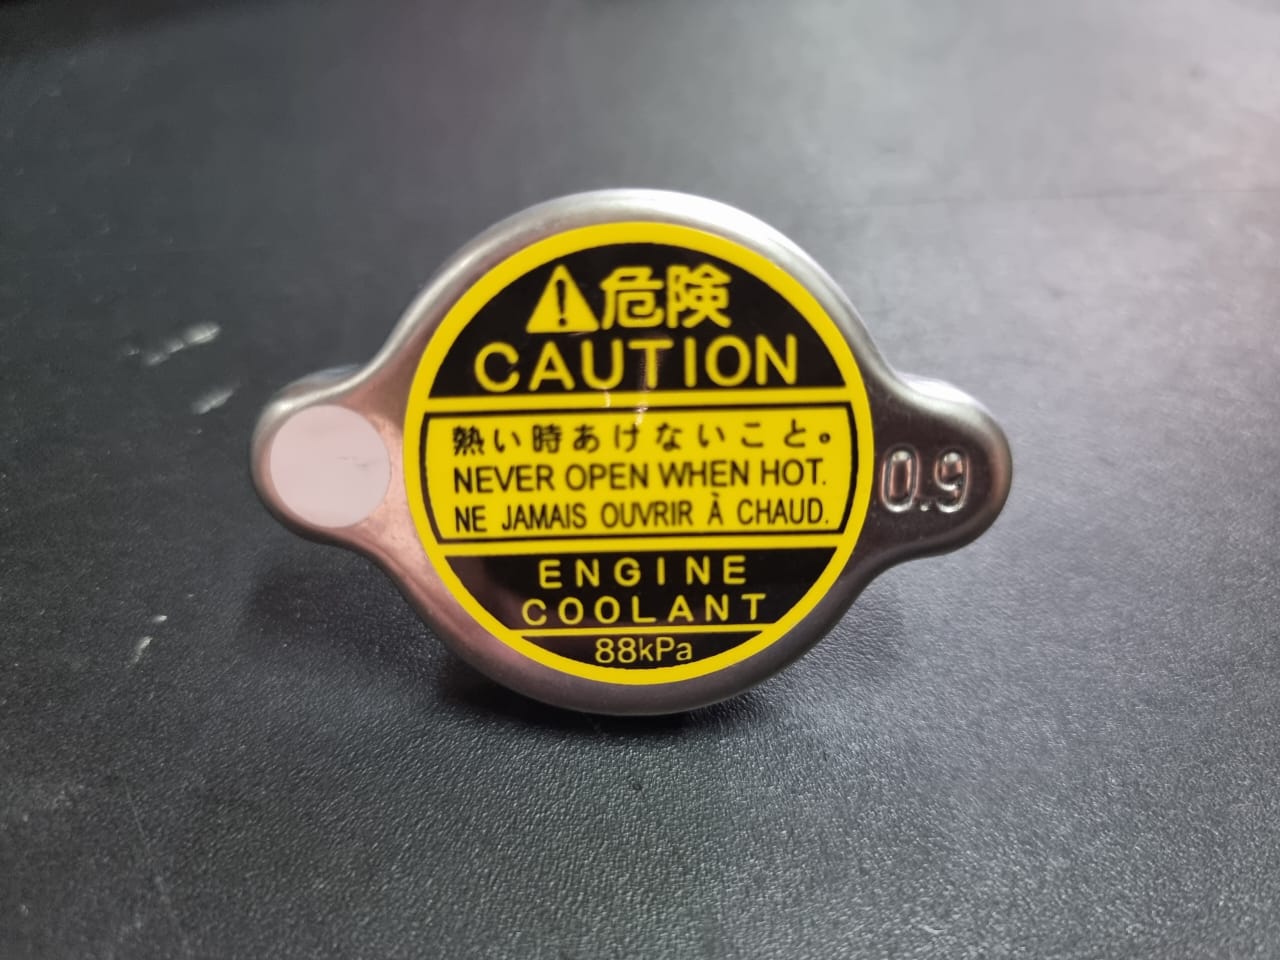 危険
CAUTION
熱い時あけないこと。
NEVER OPEN WHEN HOT.
NE JAMAIS OUVRIR À CHAUD.
0.9
ENGINE
COOLANT
88kPa